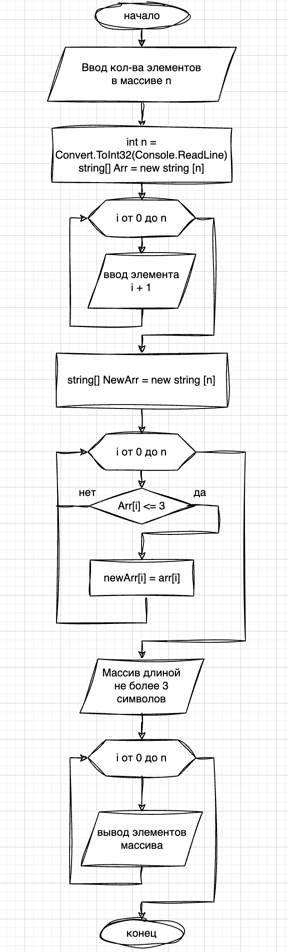 начало
Ввод кол-ва элементов
в массиве n
int n =
Convert.ToInt32(Console.ReadLine)
string[] Arr = new string [n]
i от 0 до n
ввод элемента
i + 1
string[] NewArr = new string [n]
i от 0 до n
нет
да
Arr[i] <= 3
newArr[i] = arr[i]
Массив длиной
не более 3
символов
i от 0 до n
вывод элементов
массива
конец